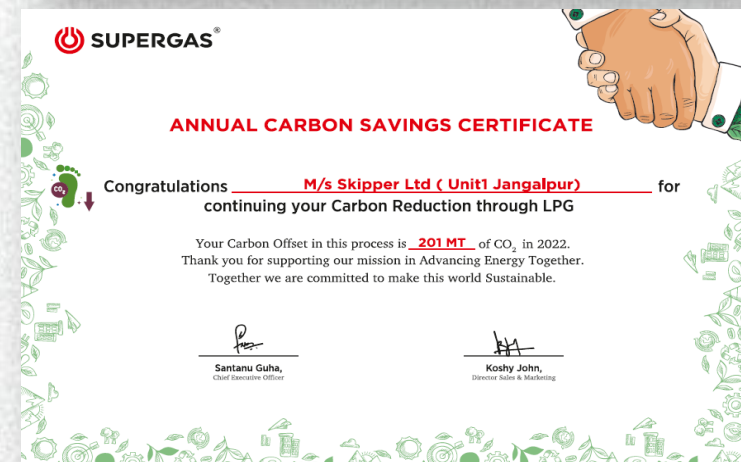 SUPERGAS®
ANNUAL CARBON SAVINGS CERTIFICATE
CO₂
Congratulations M/s Skipper Ltd ( Unit1 Jangalpur) for
continuing your Carbon Reduction through LPG
Your Carbon Offset in this process is 201 MT of CO₂ in 2022.
Thank you for supporting our mission in Advancing Energy Together.
Together we are committed to make this world Sustainable.
Santanu Guha,
Chief Executive Officer
Koshy John,
Director Sales & Marketing